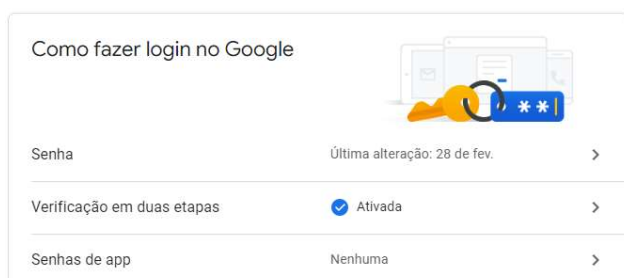 Como fazer login no Google
**
Senha
Última alteração: 28 de fev.
Verificação em duas etapas
Ativada
Senhas de app
Nenhuma